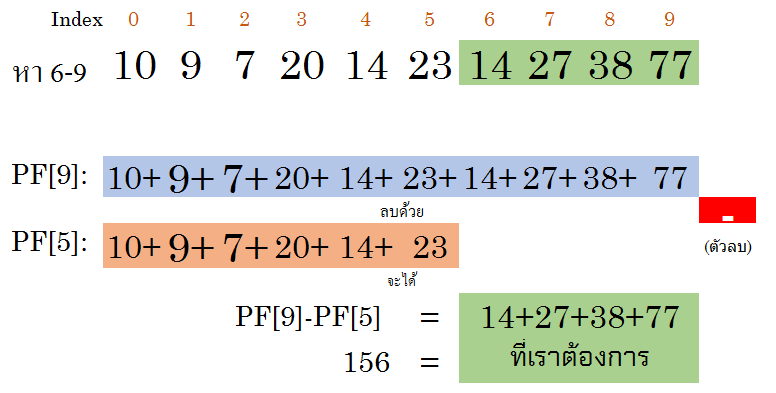 Index 0 1 2 3 4 5 6 7 8 9
หา 6-9 10 9 7 20 14 23 14 27 38 77
PF[9]: 10+ 9+ 7+ 20+ 14+ 23+ 14+ 27+ 38+ 77
ลบด้วย
-
PF[5]: 10+ 9+ 7+ 20+ 14+ 23
(ตัวลบ)
จะได้
PF[9]-PF[5] = 14+27+38+77
156 = ที่เราต้องการ